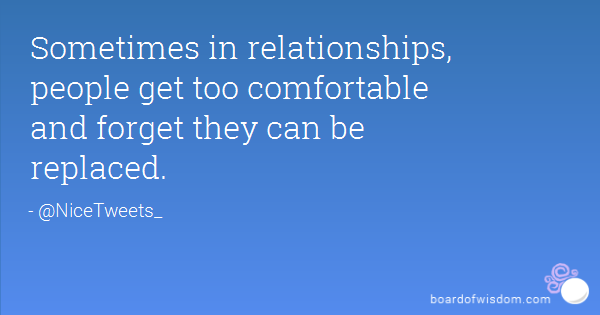 Sometimes in relationships,
people get too comfortable
and forget they can be
replaced.
- @NiceTweets_
boardofwisdom.com